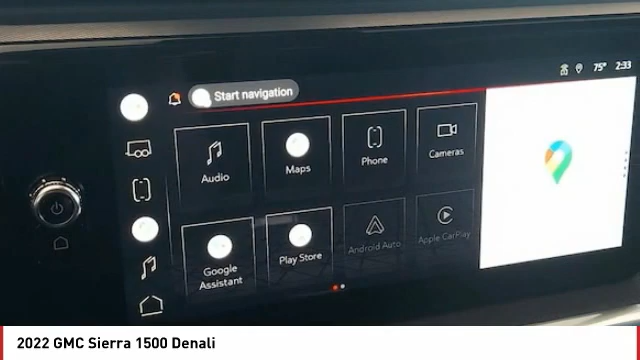 75° 2:33
Start navigation
Audio
Maps
Phone
Cameras
Google
Assistant
Play Store
Android Auto
Apple CarPlay
2022 GMC Sierra 1500 Denali